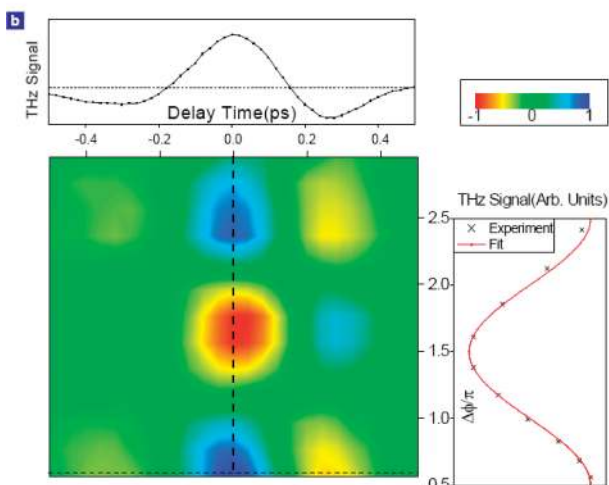 b
THz Signal
Delay Time(ps)
-0.4 -0.2 0.0 0.2 0.4
-1 0 1
THz Signal(Arb. Units)
× Experiment
Fit
2.5
2.0
1.5
1.0
0.5
Δϕ/π